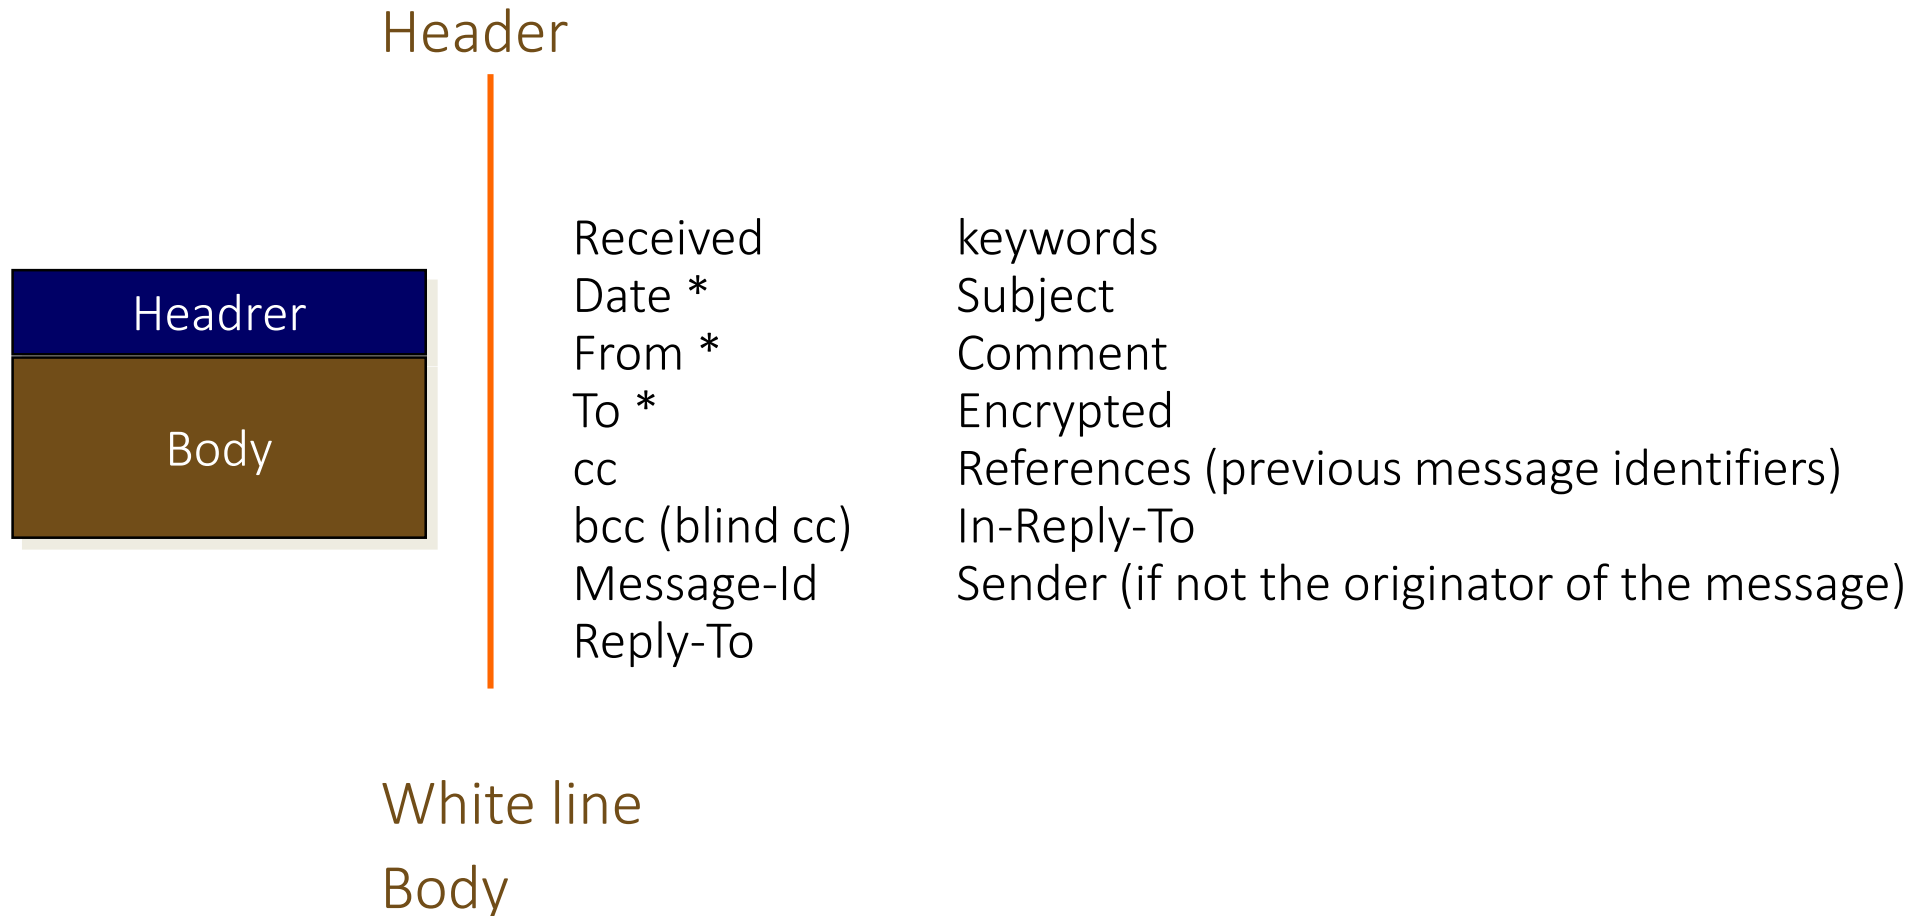 Header
Headrer
Body
Received
Date *
From *
To *
cc
bcc (blind cc)
Message-Id
Reply-To
keywords
Subject
Comment
Encrypted
References (previous message identifiers)
In-Reply-To
Sender (if not the originator of the message)
White line
Body